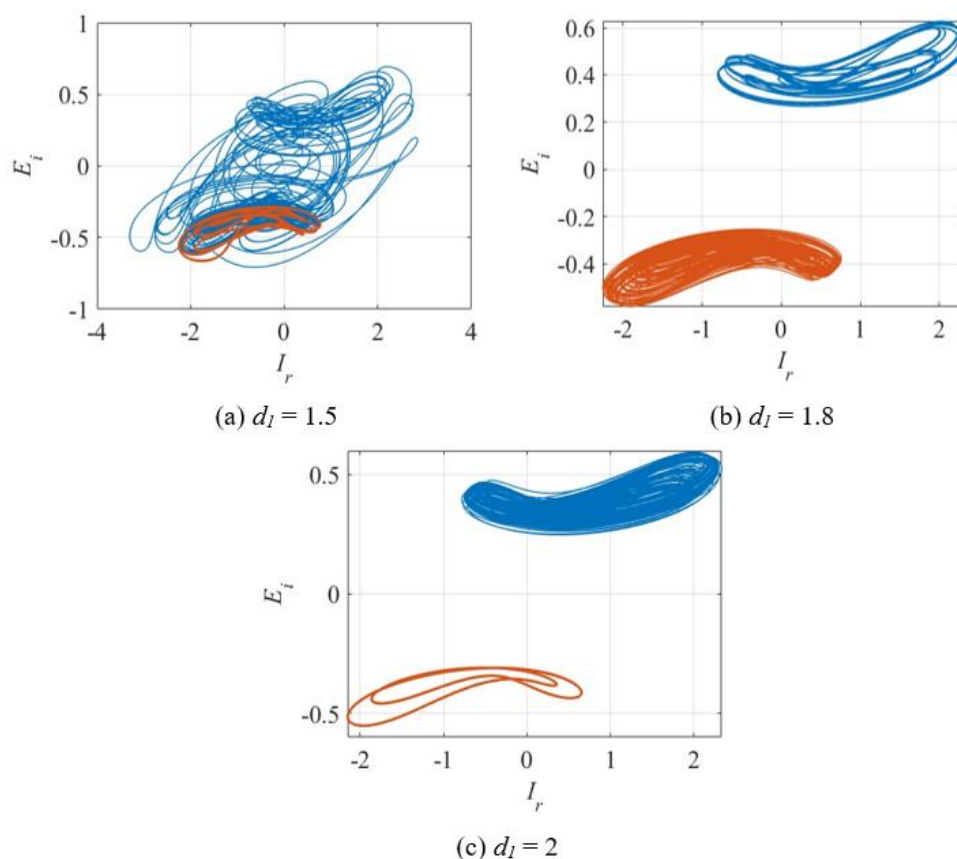 1
0.5
0
-0.5
-1
E_i
-4 -2 0 2 4
I_r
(a) d_1 = 1.5
0.6
0.4
0.2
0
-0.2
-0.4
E_i
-2 -1 0 1 2
I_r
(b) d_1 = 1.8
0.5
0
-0.5
E_i
-2 -1 0 1 2
I_r
(c) d_1 = 2